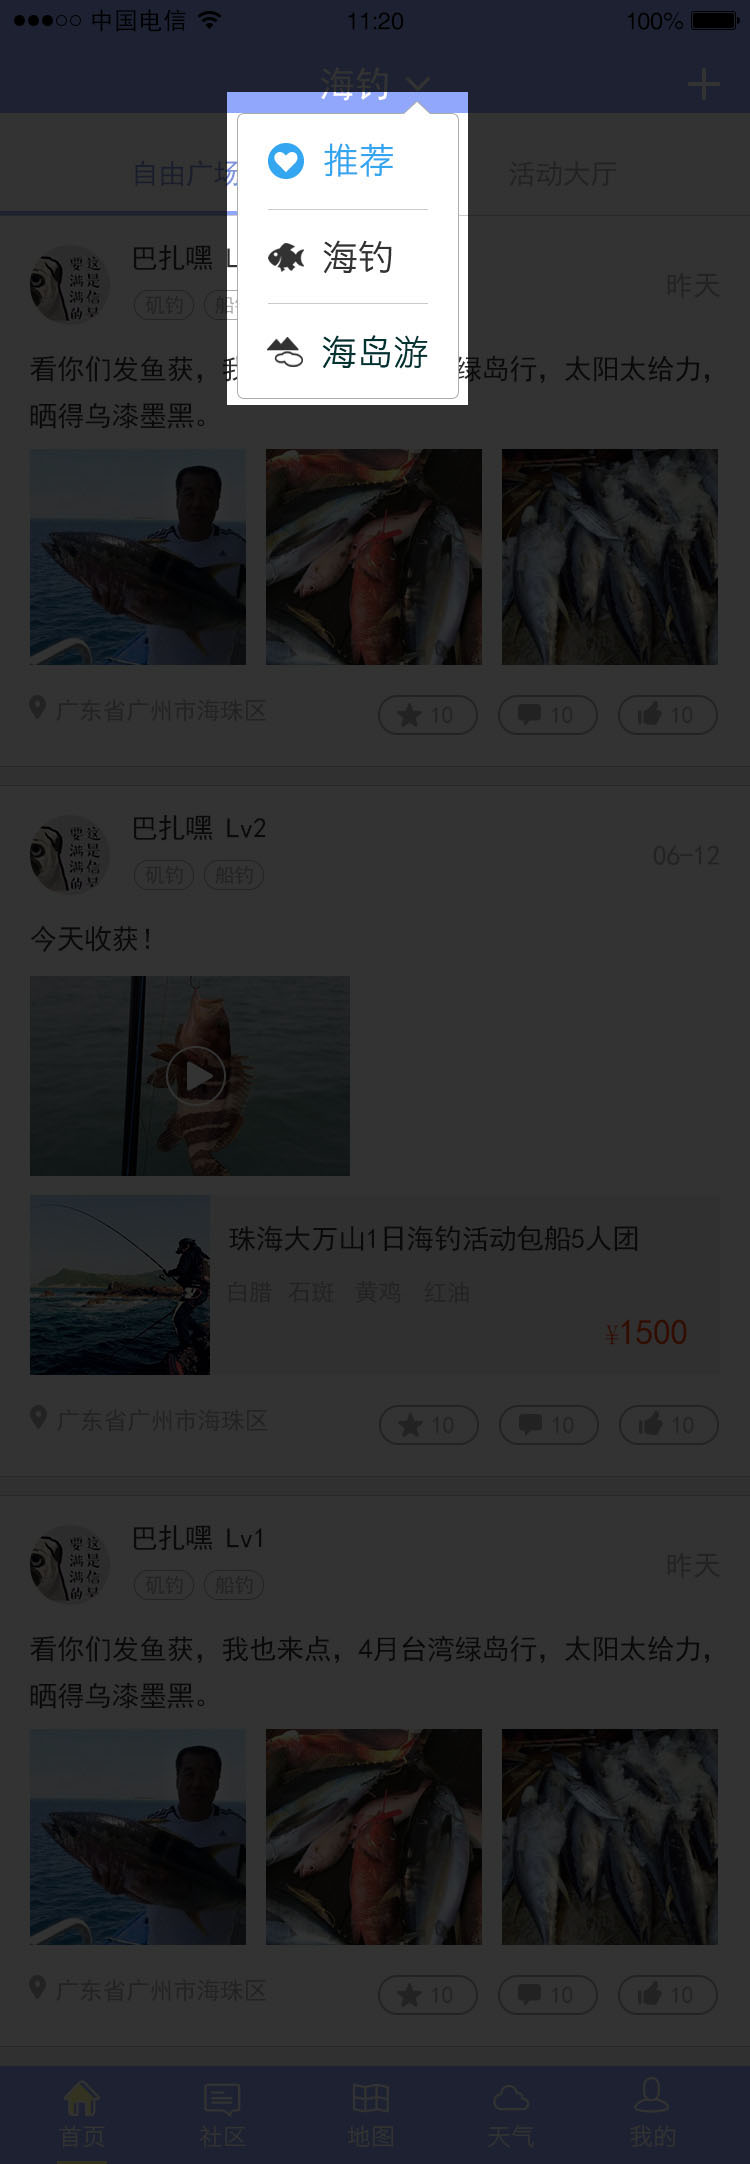 中国电信 11:20 100%
海钓
自由广场 活动大厅
推荐
海钓
海岛游
巴扎嘿 L
昨天
矶钓 船钓
看你们发鱼获，我 绿岛行，太阳太给力，
晒得乌漆墨黑。
广东省广州市海珠区 10 10 10
巴扎嘿 Lv2
06-12
矶钓 船钓
今天收获！
珠海大万山1日海钓活动包船5人团
白腊 石斑 黄鸡 红油
¥1500
广东省广州市海珠区 10 10 10
巴扎嘿 Lv1
昨天
矶钓 船钓
看你们发鱼获，我也来点，4月台湾绿岛行，太阳太给力，
晒得乌漆墨黑。
广东省广州市海珠区 10 10 10
首页 社区 地图 天气 我的